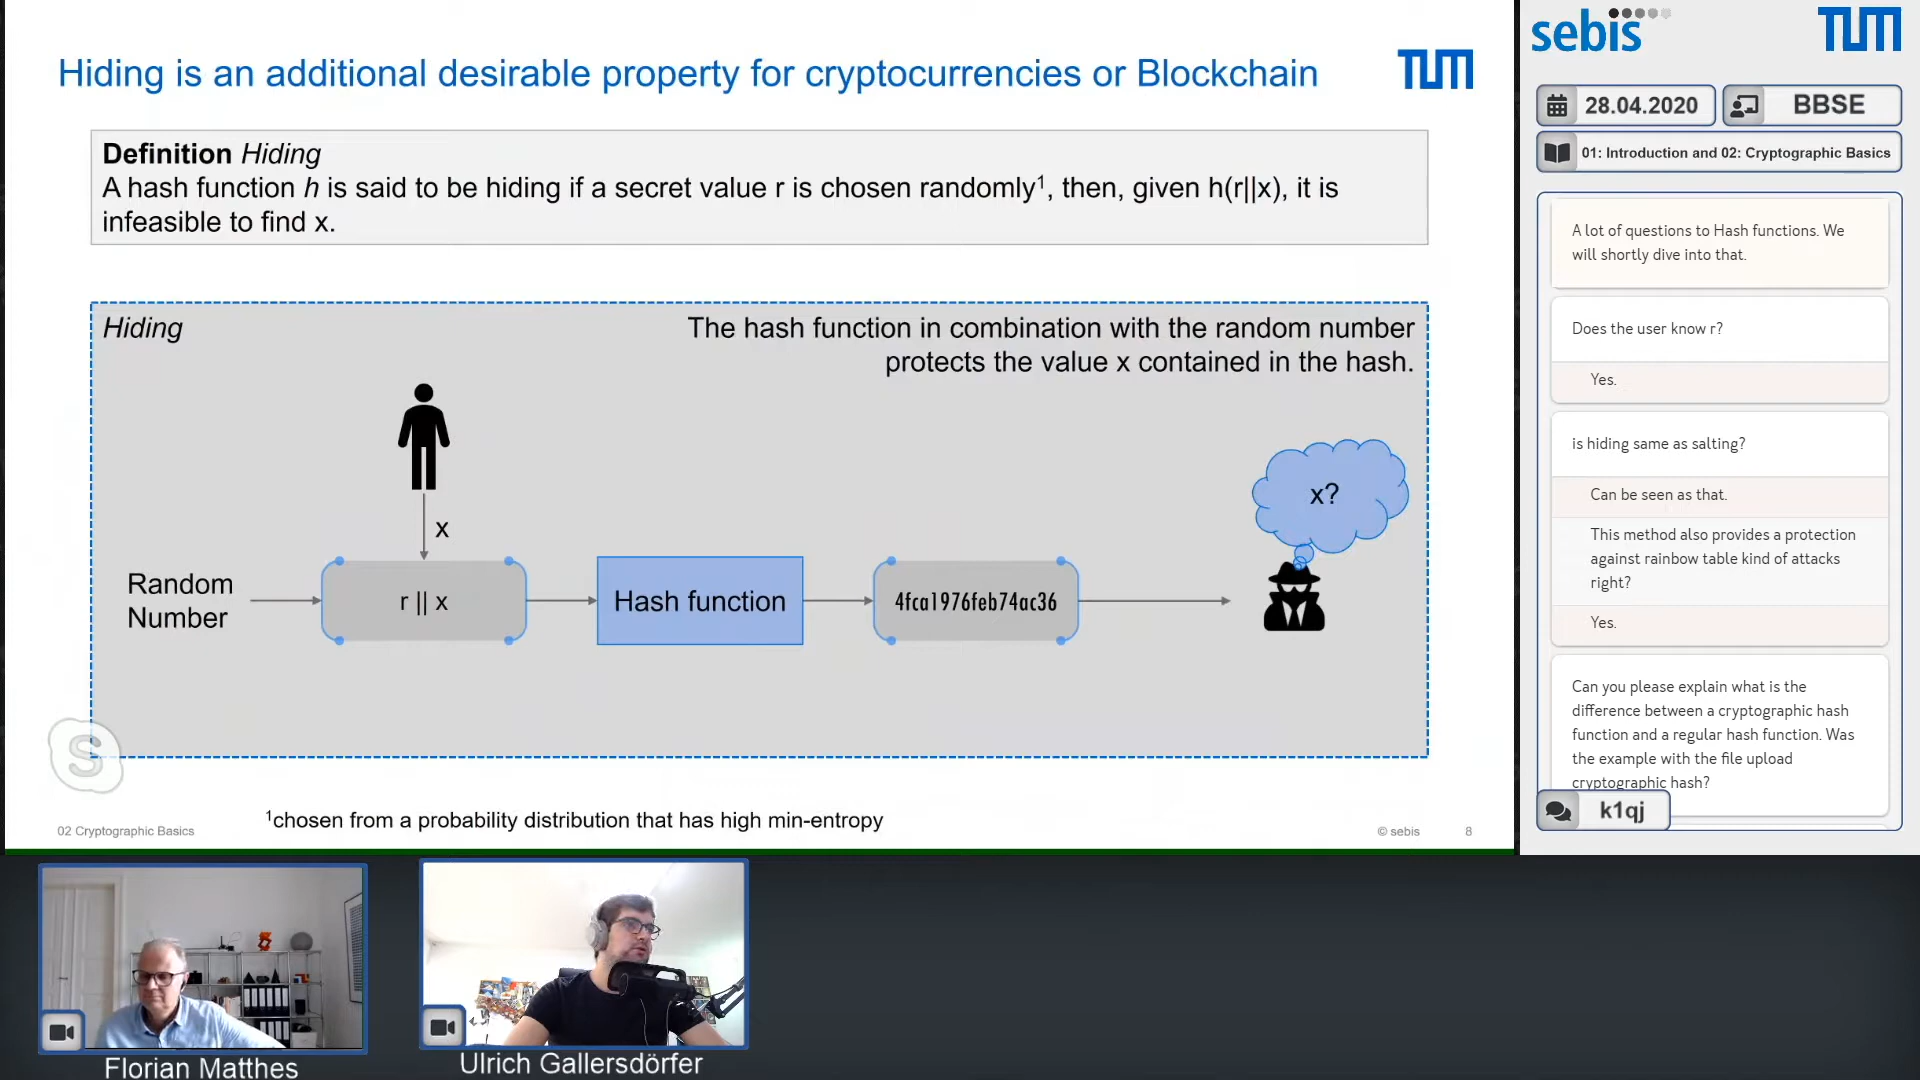 Hiding is an additional desirable property for cryptocurrencies or Blockchain
TUM
Definition Hiding
A hash function h is said to be hiding if a secret value r is chosen randomly¹, then, given h(r||x), it is
infeasible to find x.
Hiding
The hash function in combination with the random number
protects the value x contained in the hash.
x
x?
Random
Number
r || x
Hash function
4fca1976feb74ac36
S
¹chosen from a probability distribution that has high min-entropy
02 Cryptographic Basics
© sebis
8
sebis
TUM
28.04.2020
BBSE
01: Introduction and 02: Cryptographic Basics
A lot of questions to Hash functions. We
will shortly dive into that.
Does the user know r?
Yes.
is hiding same as salting?
Can be seen as that.
This method also provides a protection
against rainbow table kind of attacks
right?
Yes.
Can you please explain what is the
difference between a cryptographic hash
function and a regular hash function. Was
the example with the file upload
cryptographic hash?
k1qj
Florian Matthes
Ulrich Gallersdörfer